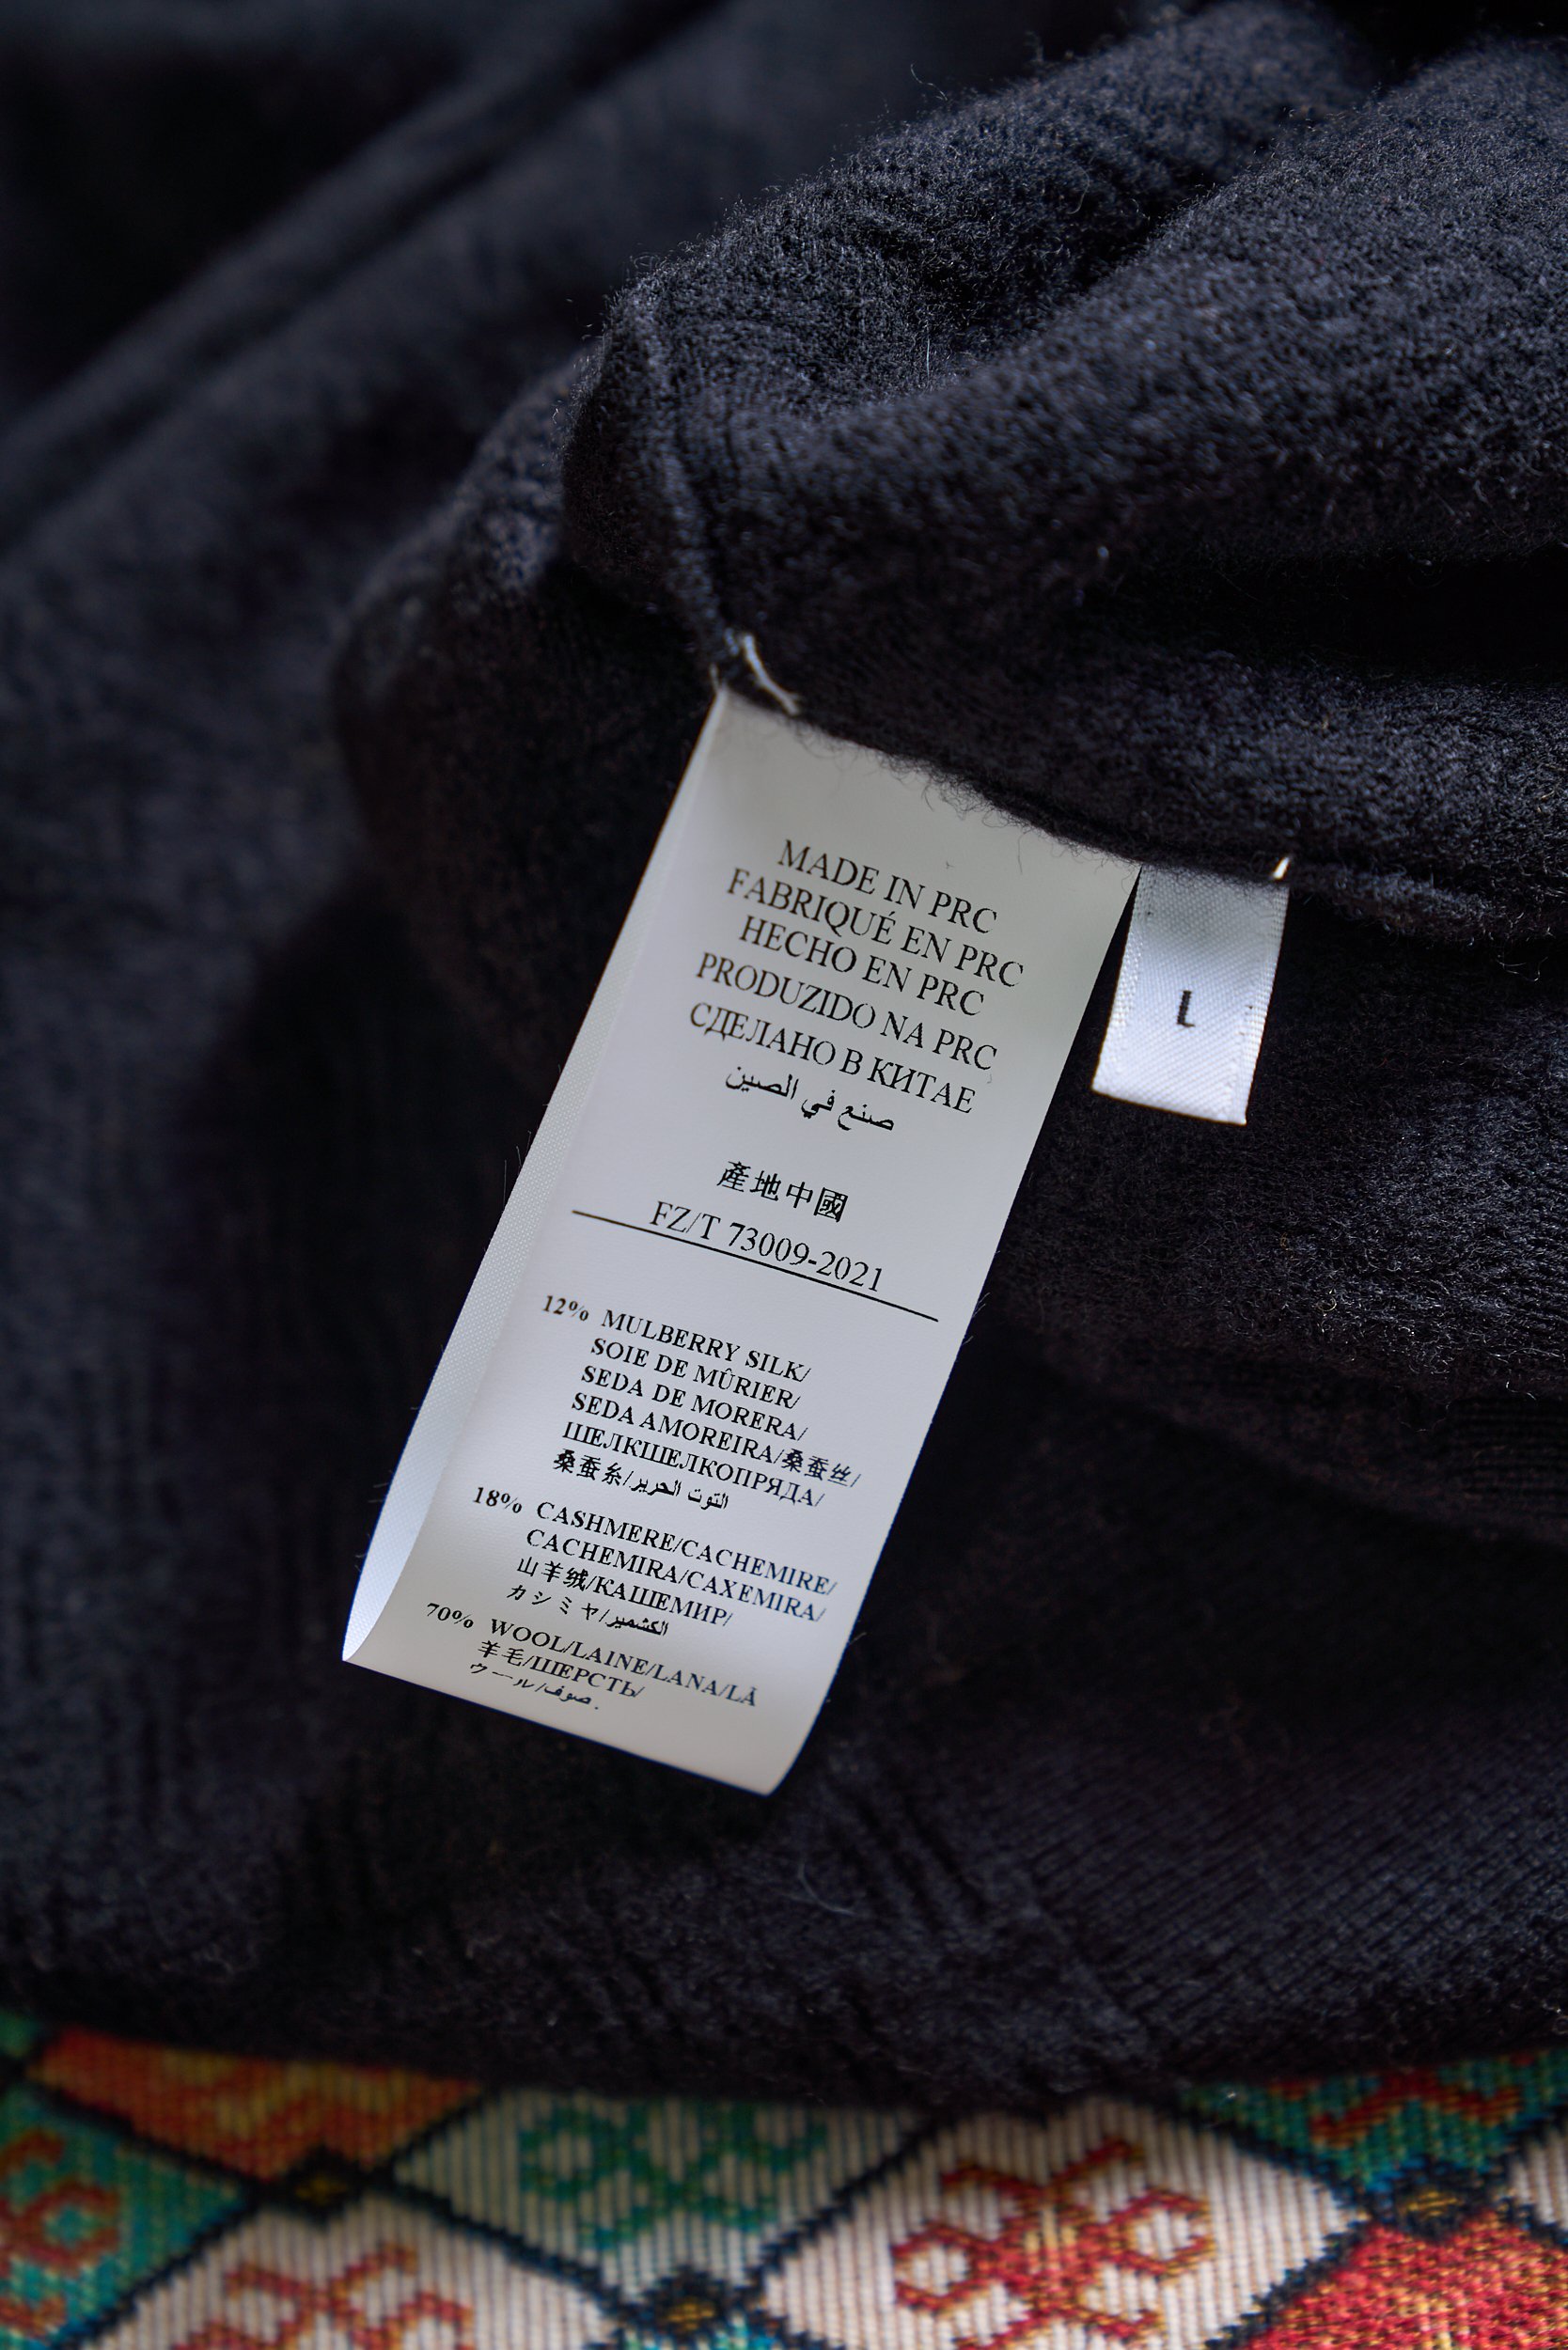 MADE IN PRC
FABRIQUÉ EN PRC
HECHO EN PRC
PRODUZIDO NA PRC
СДЕЛАНО В КИТАЕ
صنع في الصين
產地中國
FZ/T 73009-2021
12% MULBERRY SILK/
SOIE DE MÛRIER/
SEDA DE MORERA/
SEDA AMOREIRA/桑蚕丝/
ШЕЛКШЕЛКОПРЯДА/
桑蚕糸/التوت الحرير
18% CASHMERE/CACHEMIRE/
CACHEMIRA/CAXEMIRA/
山羊绒/КАШЕМИР/
カシミヤ/الكشمير
70% WOOL/LAINE/LANA/LÃ
羊毛/ШЕРСТЬ/
ウール/صوف.
L